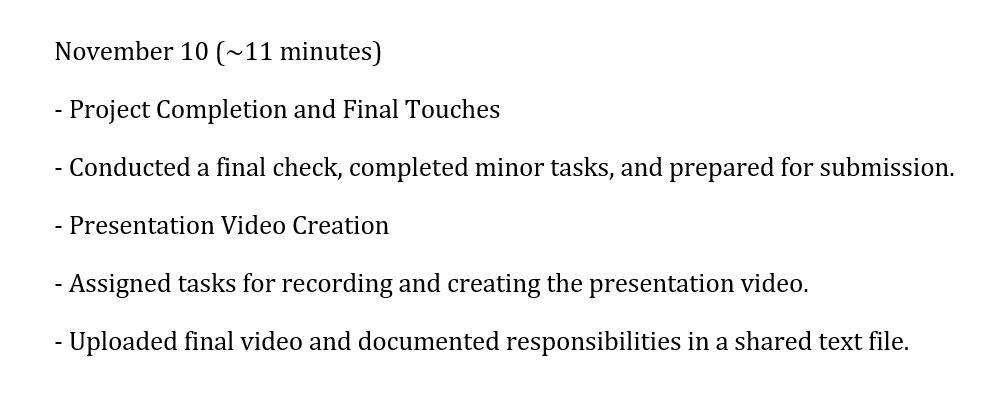 November 10 (~11 minutes)
- Project Completion and Final Touches
- Conducted a final check, completed minor tasks, and prepared for submission.
- Presentation Video Creation
- Assigned tasks for recording and creating the presentation video.
- Uploaded final video and documented responsibilities in a shared text file.